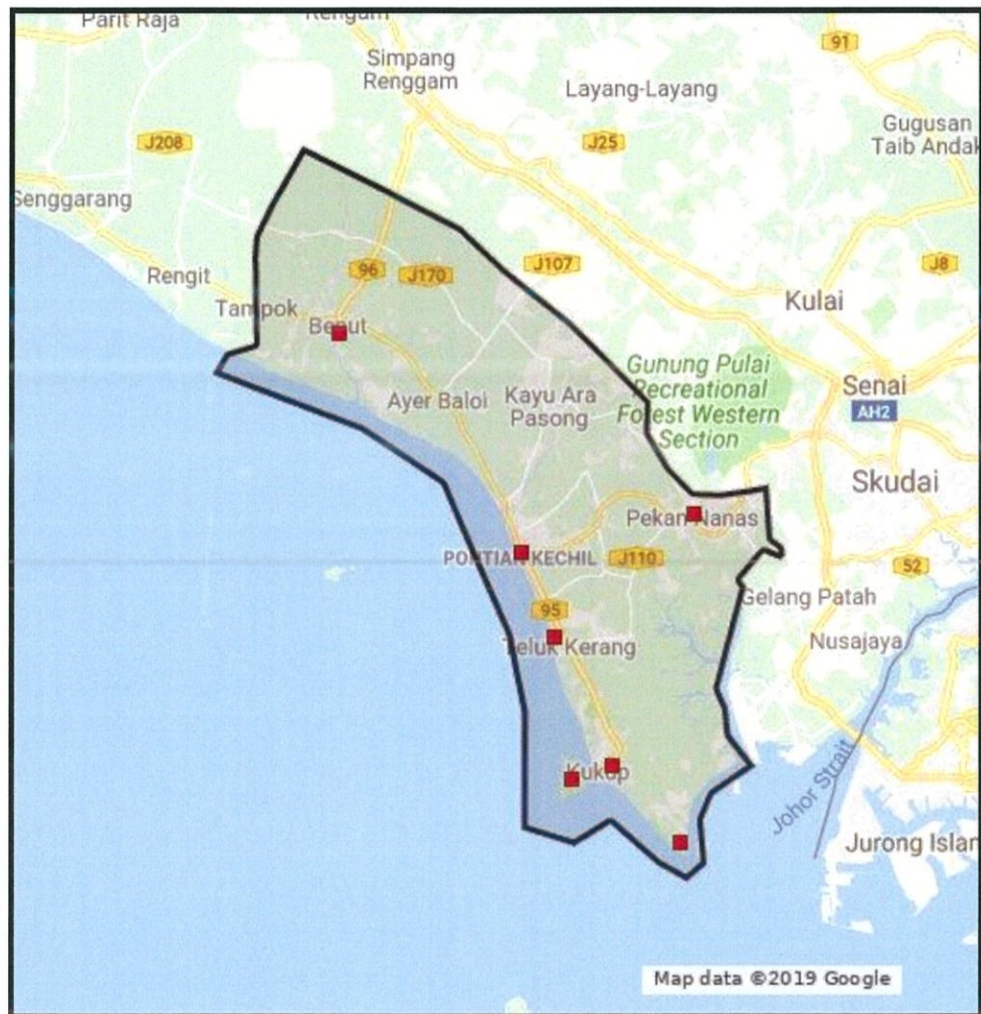 Parit Raja
Rengam
Simpang
Renggam
91
Layang-Layang
J208
J25
Gugusan
Taib Andak
Senggarang
Rengit
96
J170
J107
J8
Tampok
Benut
Kulai
Gunung Pulai
Recreational
Forest Western
Section
Ayer Baloi
Kayu Ara
Pasong
Senai
AH2
Skudai
Pekan Nanas
PONTIAN KECHIL
J110
52
95
Gelang Patah
Teluk Kerang
Nusajaya
Kukup
Johor Strait
Jurong Islan
Map data ©2019 Google